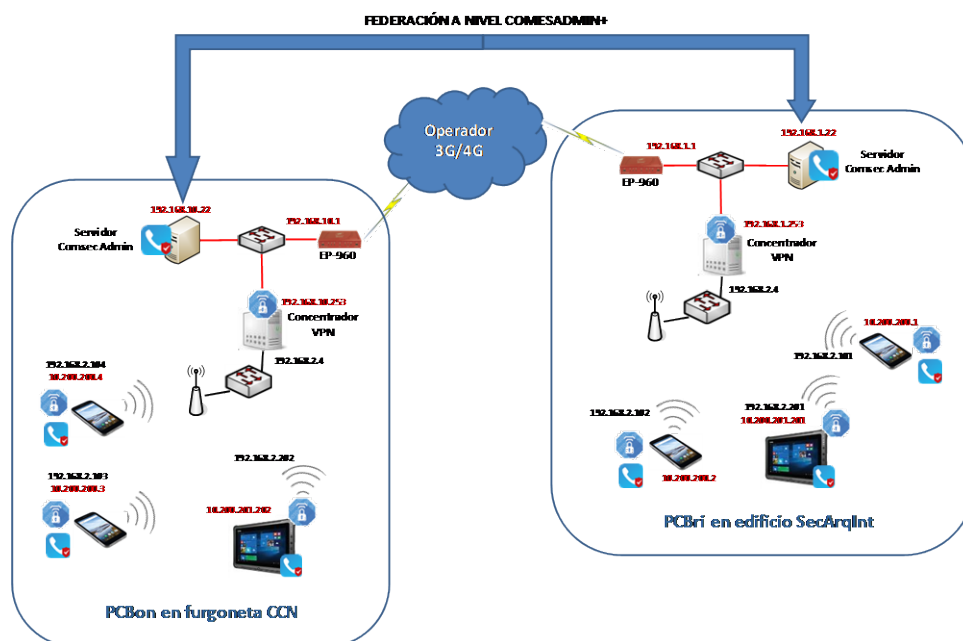 FEDERACIÓN A NIVEL COMESADMIN+
Operador
3G/4G
192.168.10.22
Servidor
Comsec Admin
192.168.10.1
EP-960
192.168.10.253
Concentrador
VPN
192.168.2.4
192.168.2.104
10.200.200.4
192.168.2.103
10.200.200.3
192.168.2.202
10.200.201.202
PCBon en furgoneta CCN
192.168.1.1
EP-960
192.168.1.22
Servidor
Comsec Admin
192.168.1.253
Concentrador
VPN
192.168.2.4
10.200.200.1
192.168.2.101
192.168.2.102
10.200.200.2
192.168.2.201
10.200.201.201
PCBri en edificio SecArqInt